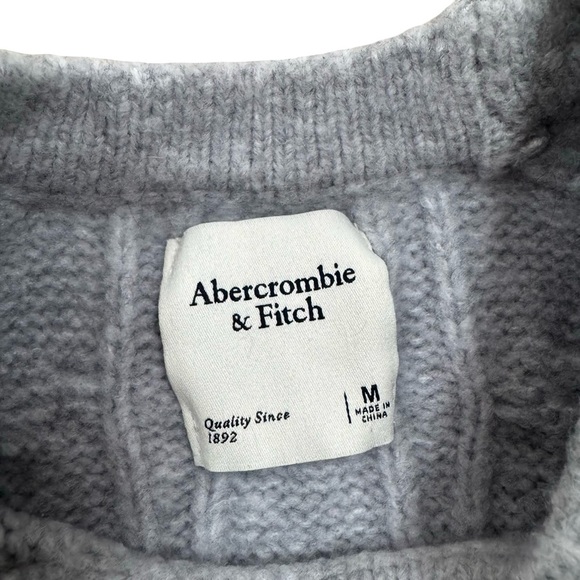 Abercrombie
& Fitch
Quality Since
1892
M
MADE IN
CHINA